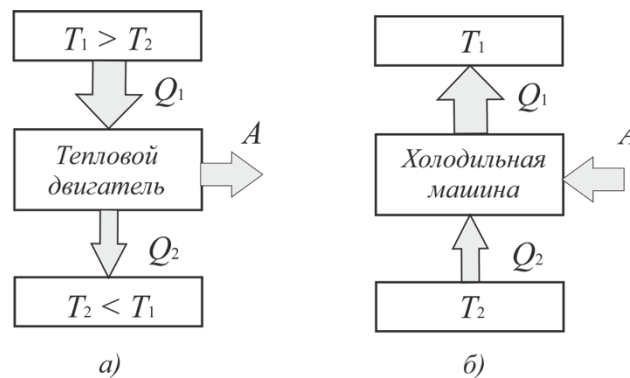 T₁ > T₂
Q₁
Тепловой
двигатель
A
Q₂
T₂ < T₁
а)
T₁
Q₁
Холодильная
машина
A
Q₂
T₂
б)